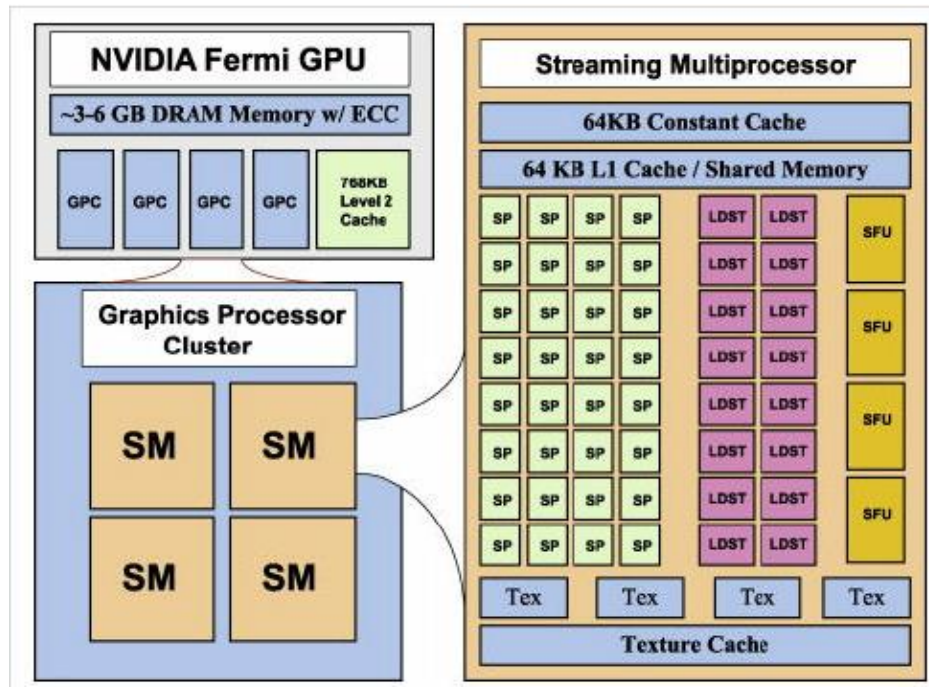 NVIDIA Fermi GPU
~3-6 GB DRAM Memory w/ ECC
GPC GPC GPC GPC
768KB
Level 2
Cache
Graphics Processor
Cluster
SM SM
SM SM
Streaming Multiprocessor
64KB Constant Cache
64 KB L1 Cache / Shared Memory
SP SP SP SP LDST LDST SFU
SP SP SP SP LDST LDST
SP SP SP SP LDST LDST SFU
SP SP SP SP LDST LDST
SP SP SP SP LDST LDST SFU
SP SP SP SP LDST LDST
SP SP SP SP LDST LDST SFU
SP SP SP SP LDST LDST
Tex Tex Tex Tex
Texture Cache